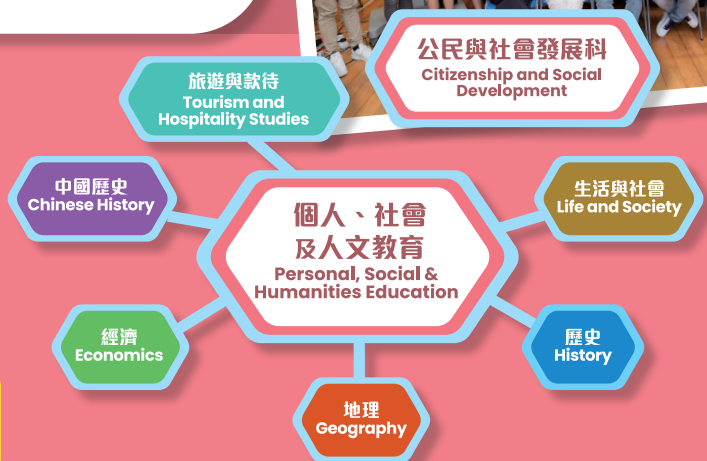 公民與社會發展科
Citizenship and Social
Development
旅遊與款待
Tourism and
Hospitality Studies
中國歷史
Chinese History
個人、社會
及人文教育
Personal, Social &
Humanities Education
生活與社會
Life and Society
經濟
Economics
歷史
History
地理
Geography